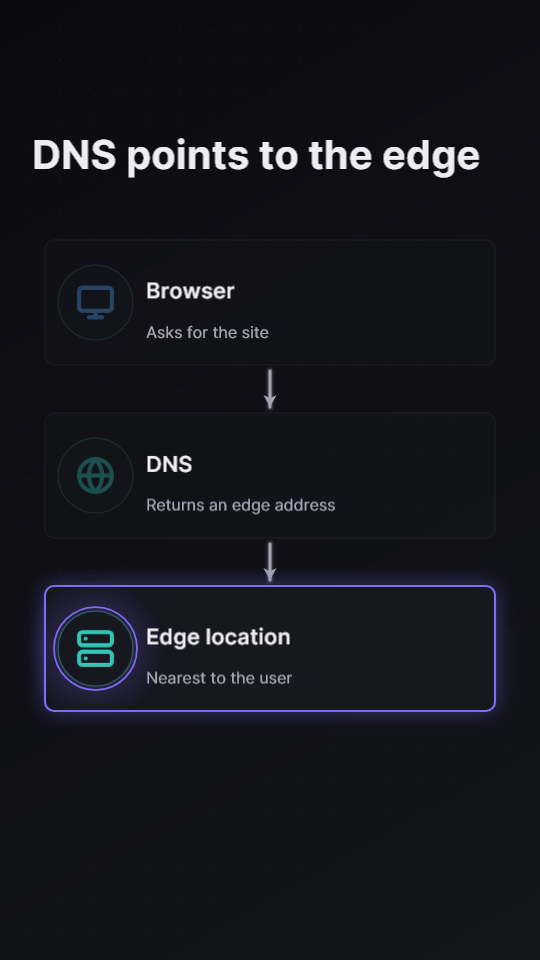 DNS points to the edge
Browser
Asks for the site
DNS
Returns an edge address
Edge location
Nearest to the user